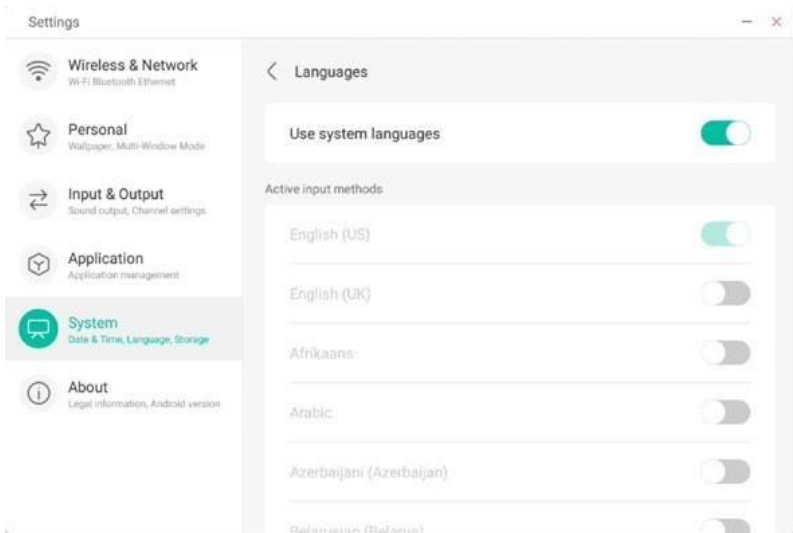 Settings
Wireless & Network
Wi-Fi Bluetooth Ethernet
Personal
Wallpaper, Multi-Window Mode
Input & Output
Sound output, Channel settings
Application
Application management
System
Date & Time, Language, Storage
About
Legal information, Android version
Languages
Use system languages
Active input methods
English (US)
English (UK)
Afrikaans
Arabic
Azerbaijani (Azerbaijan)
Belarusian (Belarus)